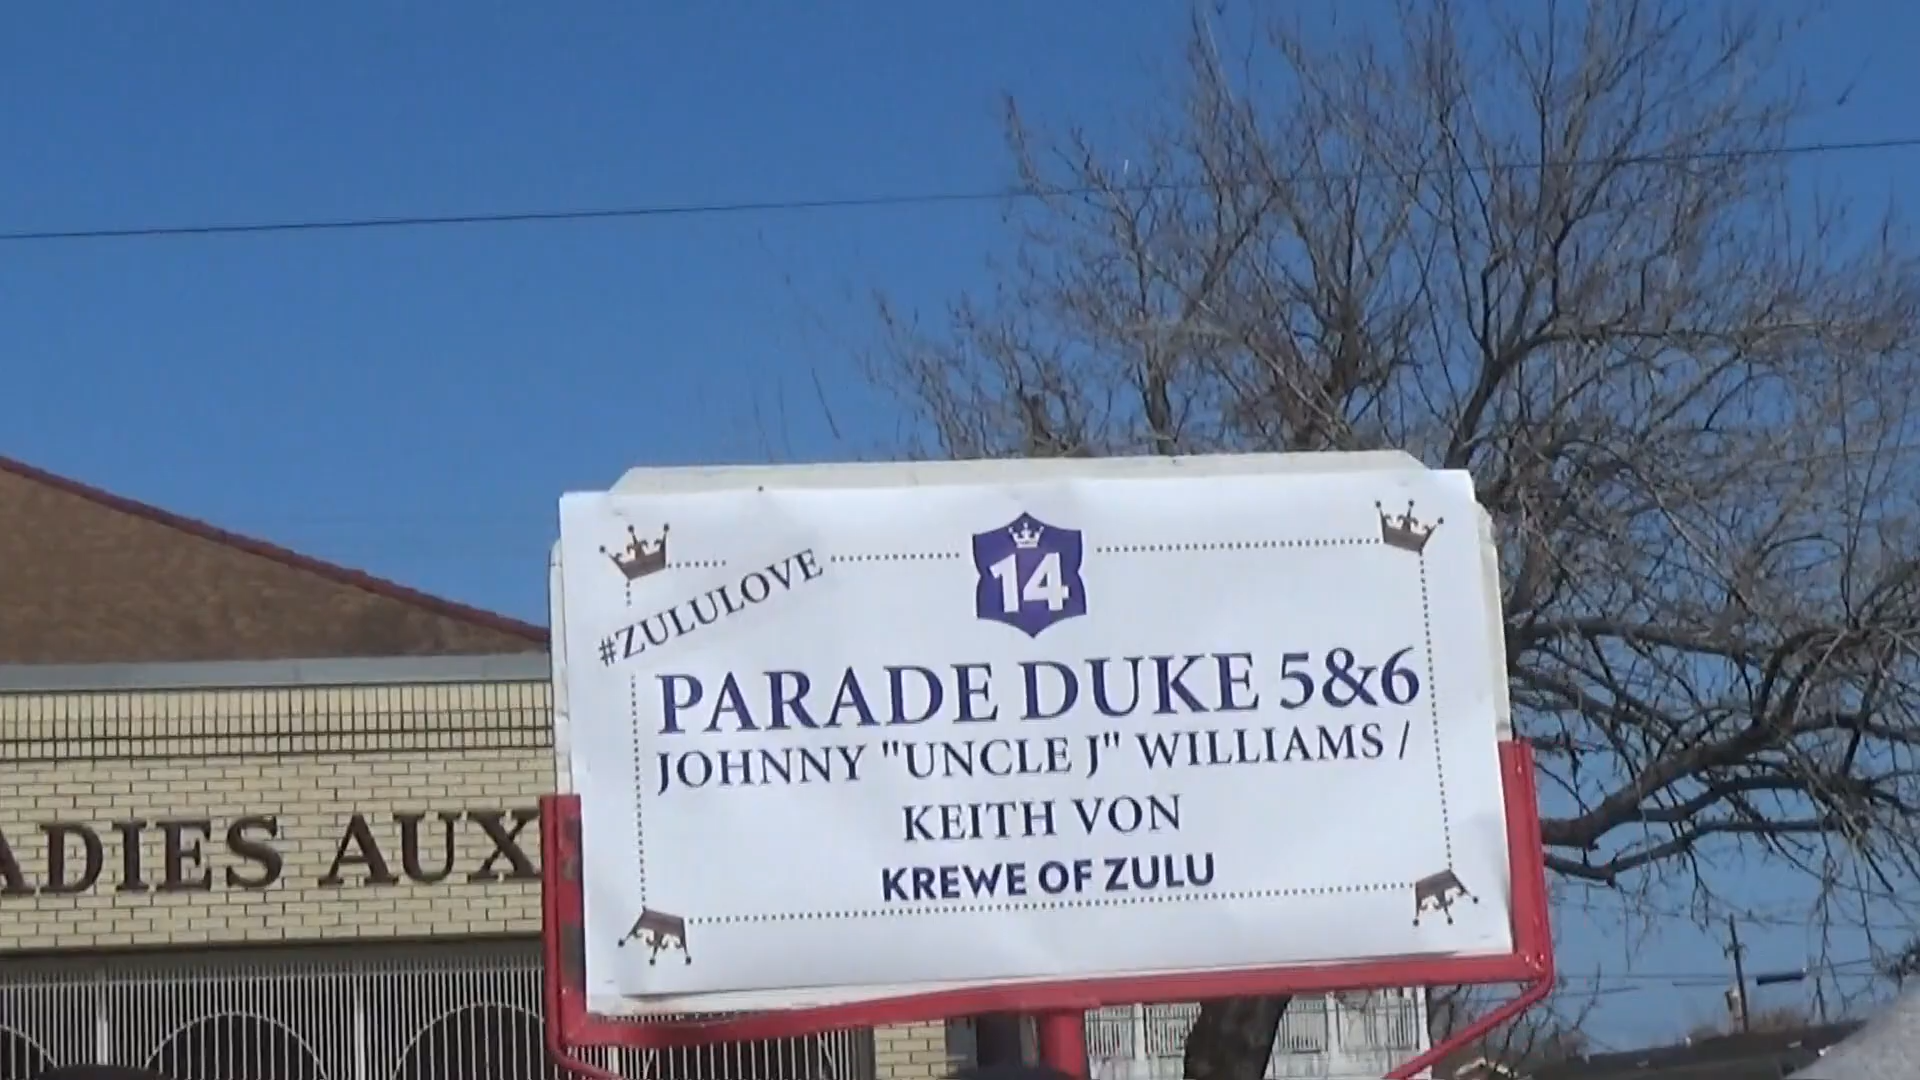 #ZULULOVE
14
PARADE DUKE 5&6
JOHNNY "UNCLE J" WILLIAMS /
KEITH VON
KREWE OF ZULU
ADIES AUX